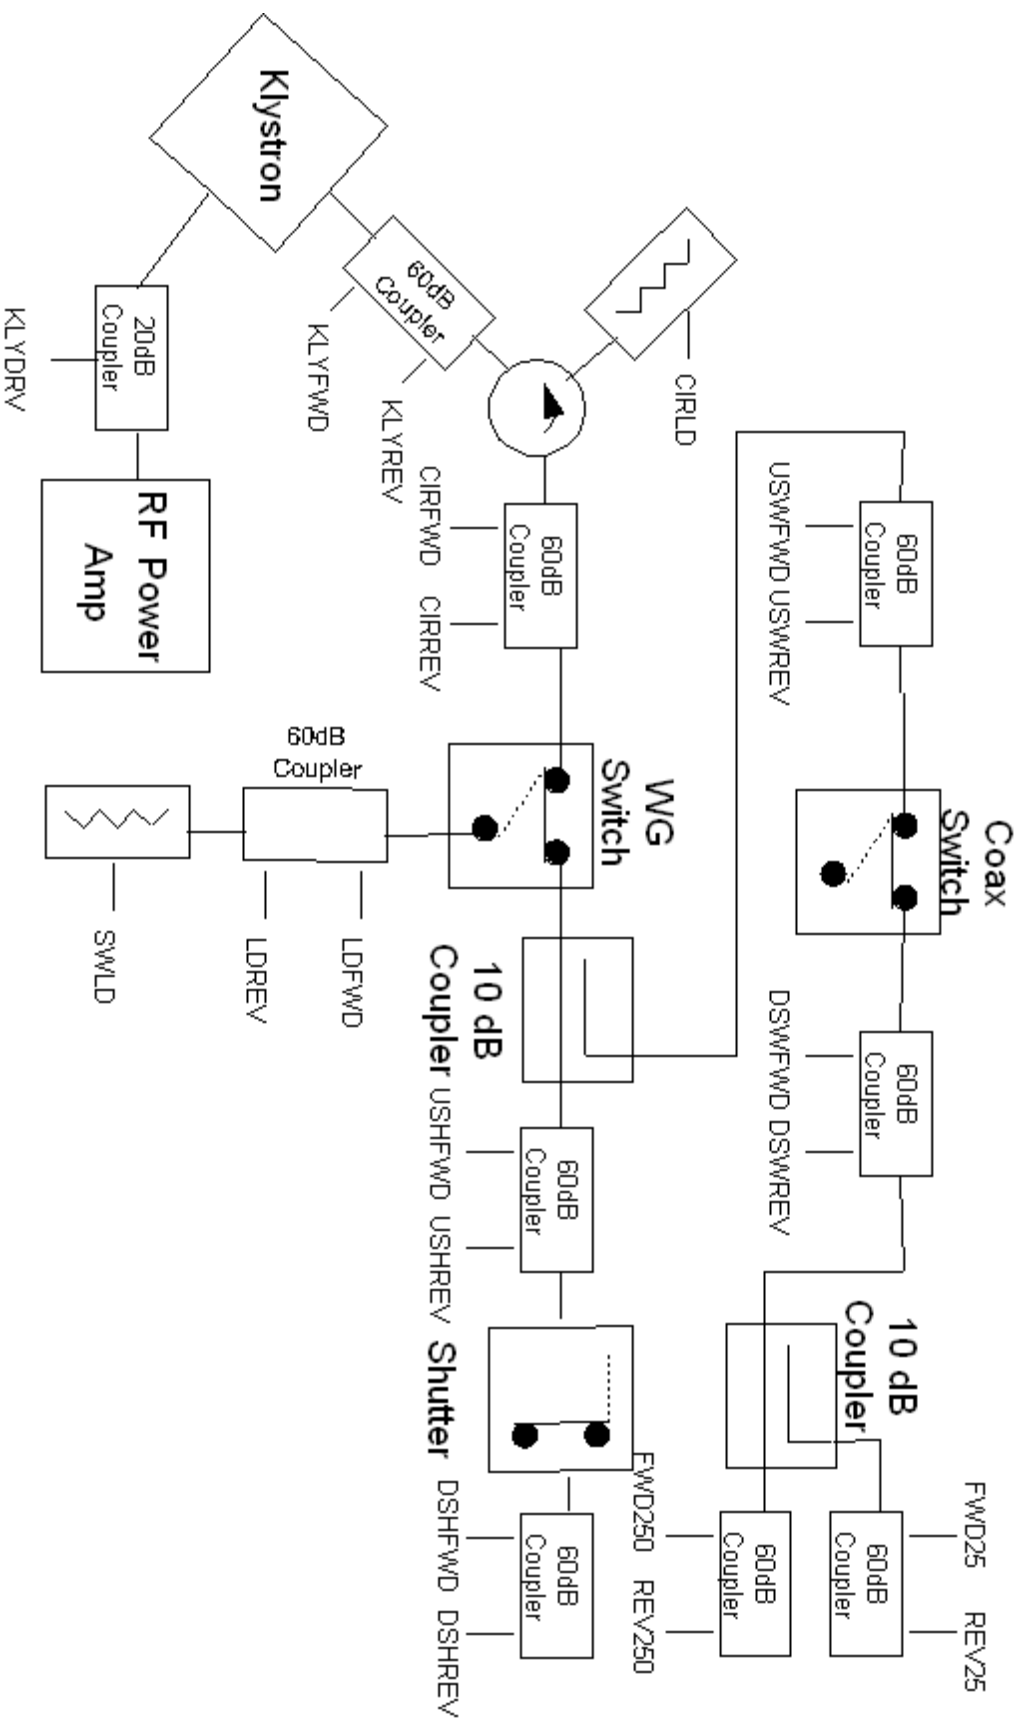 Coax
Switch
10 dB
Coupler
FWD25
REV25
60dB
Coupler
USWFWD USWREV
60dB
Coupler
DSWFWD DSWREV
60dB
Coupler
60dB
Coupler
FWD250
REV250
CIRLD
WG
Switch
Klystron
60dB
Coupler
KLYFWD
KLYREV
60dB
Coupler
CIRFWD
CIRREV
10 dB
Coupler
60dB
Coupler
USHFWD
USHREV
Shutter
60dB
Coupler
DSHFWD
DSHREV
20dB
Coupler
KLYDRV
RF Power
Amp
60dB
Coupler
LDFWD
LDREV
SWLD